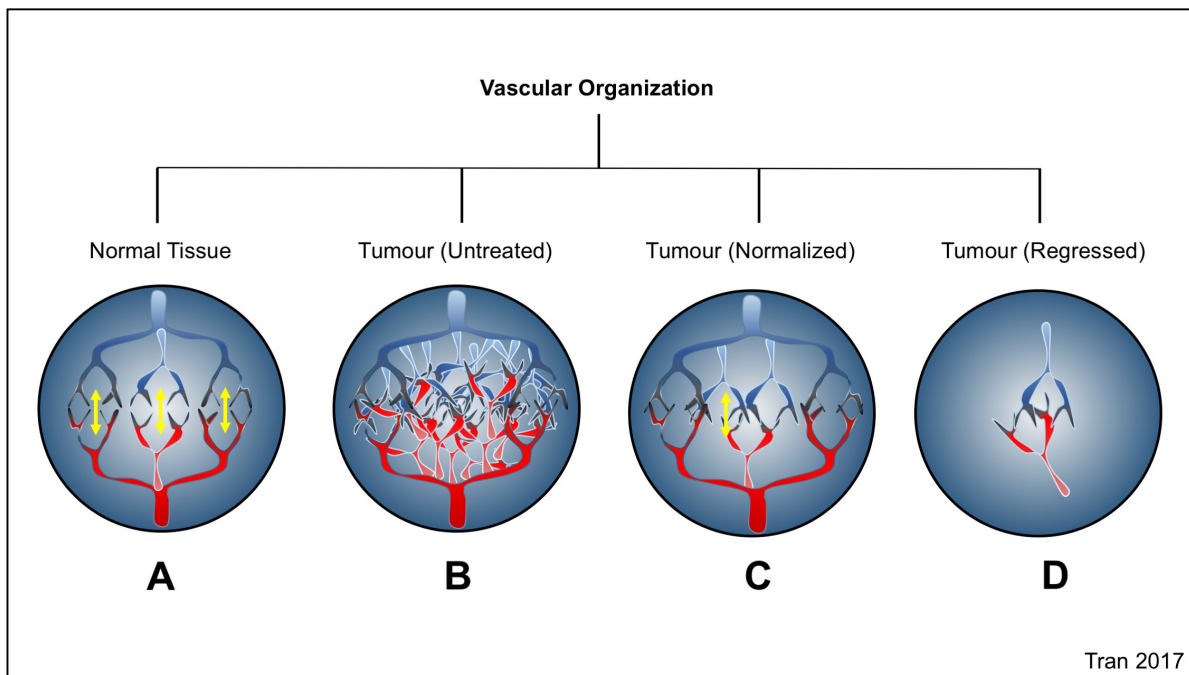 Vascular Organization
Normal Tissue
Tumour (Untreated)
Tumour (Normalized)
Tumour (Regressed)
A
B
C
D
Tran 2017